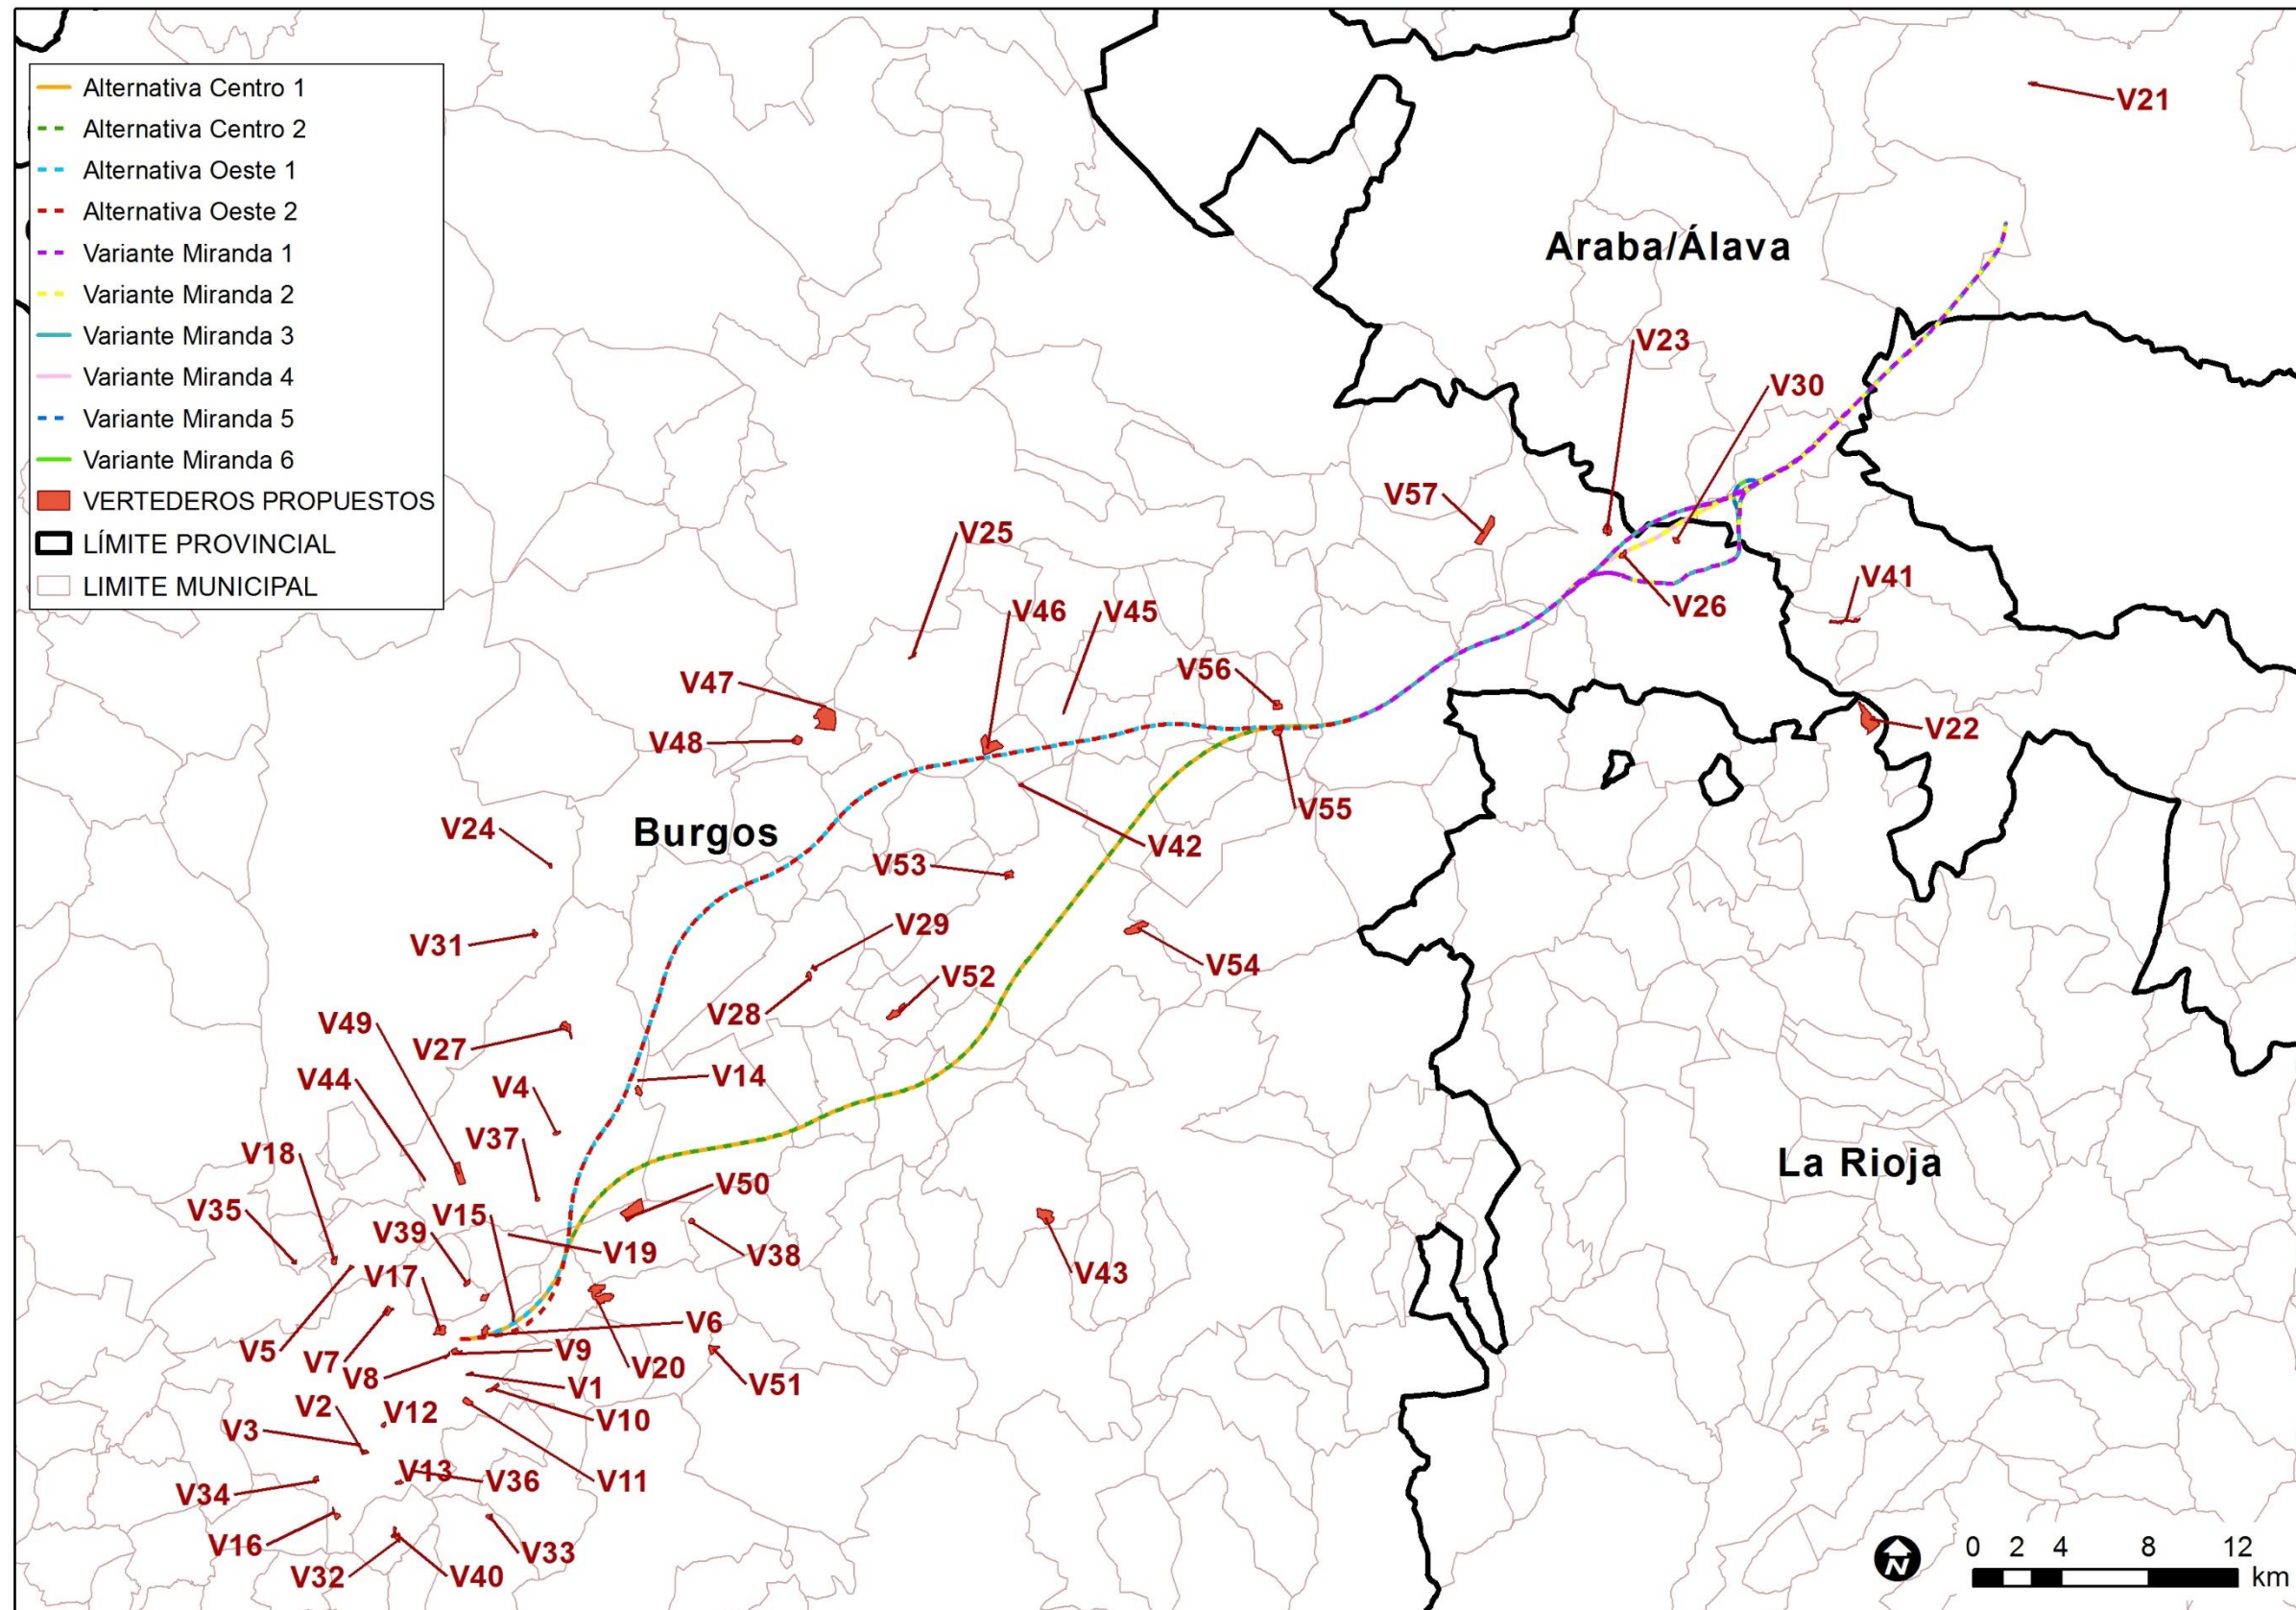 Alternativa Centro 1
Alternativa Centro 2
Alternativa Oeste 1
Alternativa Oeste 2
Variante Miranda 1
Variante Miranda 2
Variante Miranda 3
Variante Miranda 4
Variante Miranda 5
Variante Miranda 6
VERTEDEROS PROPUESTOS
LÍMITE PROVINCIAL
LIMITE MUNICIPAL
V21
Araba/Álava
V23
V30
V57
V25
V41
V26
V46
V45
V56
V47
V48
V22
V55
V24
Burgos
V42
V53
V29
V31
V54
V52
V28
V49
V27
V14
V44
V4
V37
V18
La Rioja
V50
V35
V15
V39
V19
V38
V43
V17
V6
V5
V9
V7
V20
V8
V1
V51
V2
V12
V10
V3
V13
V36
V11
V34
V16
V33
V32
V40
N
0 2 4 8 12
km